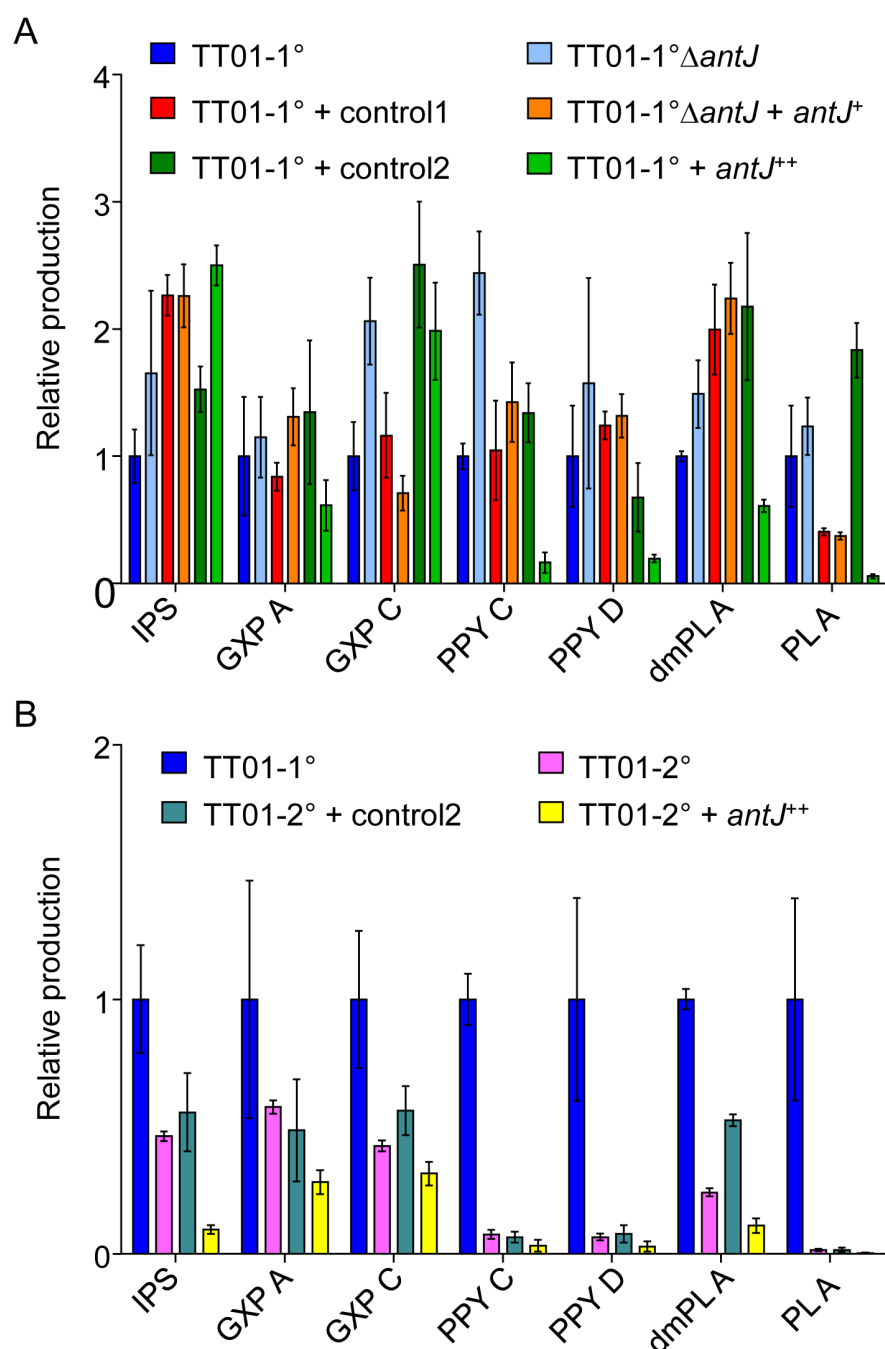 A
TT01-1° TT01-1°ΔantJ
TT01-1° + control1 TT01-1°ΔantJ + antJ⁺
TT01-1° + control2 TT01-1° + antJ⁺⁺
4
3
2
1
0
Relative production
IPS GXP A GXP C PPY C PPY D dmPLA PL A
B
TT01-1° TT01-2°
TT01-2° + control2 TT01-2° + antJ⁺⁺
2
1
0
Relative production
IPS GXP A GXP C PPY C PPY D dmPLA PL A